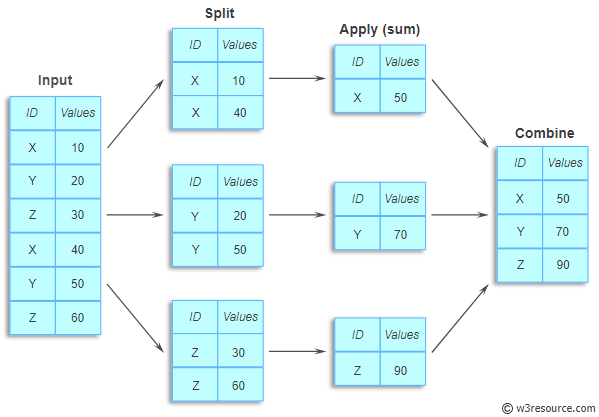 Input
ID Values
X 10
Y 20
Z 30
X 40
Y 50
Z 60
Split
ID Values
X 10
X 40
ID Values
Y 20
Y 50
ID Values
Z 30
Z 60
Apply (sum)
ID Values
X 50
ID Values
Y 70
ID Values
Z 90
Combine
ID Values
X 50
Y 70
Z 90
© w3resource.com